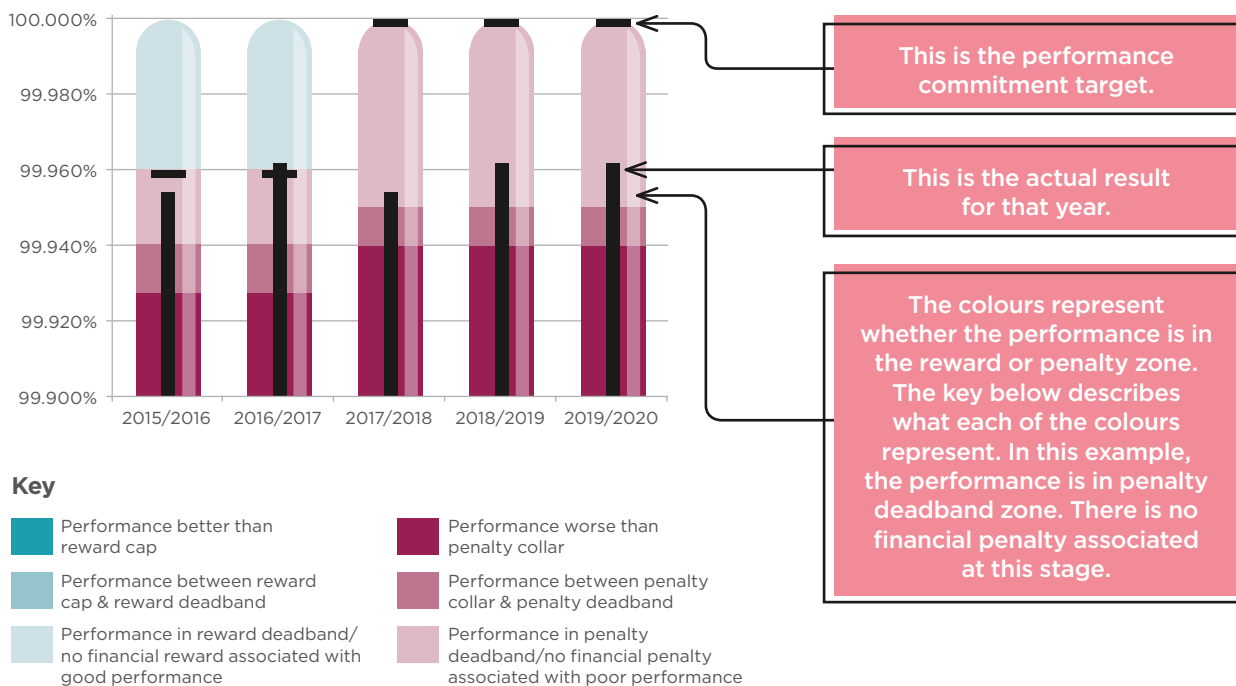 100.000%
99.980%
99.960%
99.940%
99.920%
99.900%
2015/2016 2016/2017 2017/2018 2018/2019 2019/2020
This is the performance
commitment target.
This is the actual result
for that year.
The colours represent
whether the performance is in
the reward or penalty zone.
The key below describes
what each of the colours
represent. In this example,
the performance is in penalty
deadband zone. There is no
financial penalty associated
at this stage.
Key
Performance better than
reward cap
Performance between reward
cap & reward deadband
Performance in reward deadband/
no financial reward associated with
good performance
Performance worse than
penalty collar
Performance between penalty
collar & penalty deadband
Performance in penalty
deadband/no financial penalty
associated with poor performance